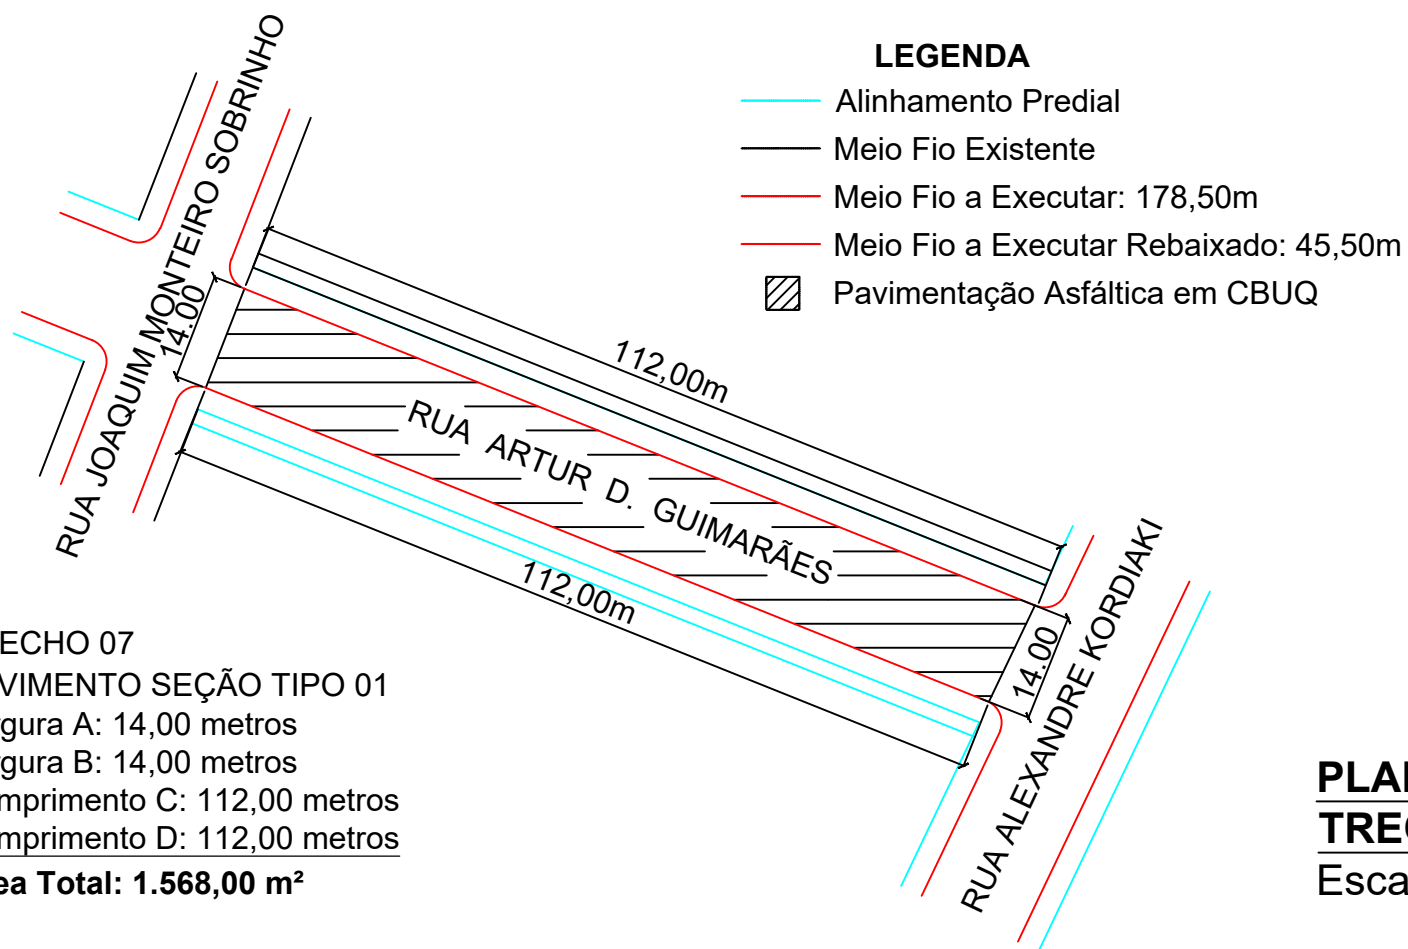 RUA JOAQUIM MONTEIRO SOBRINHO
LEGENDA
Alinhamento Predial
Meio Fio Existente
Meio Fio a Executar: 178,50m
Meio Fio a Executar Rebaixado: 45,50m
Pavimentação Asfáltica em CBUQ
14.00
112,00m
RUA ARTUR D. GUIMARÃES
112,00m
14.00
RUA ALEXANDRE KORDIAKI
ECHO 07
VIMENTO SEÇÃO TIPO 01
gura A: 14,00 metros
gura B: 14,00 metros
mprimento C: 112,00 metros
mprimento D: 112,00 metros
ea Total: 1.568,00 m²
PLA
TRE
Esca